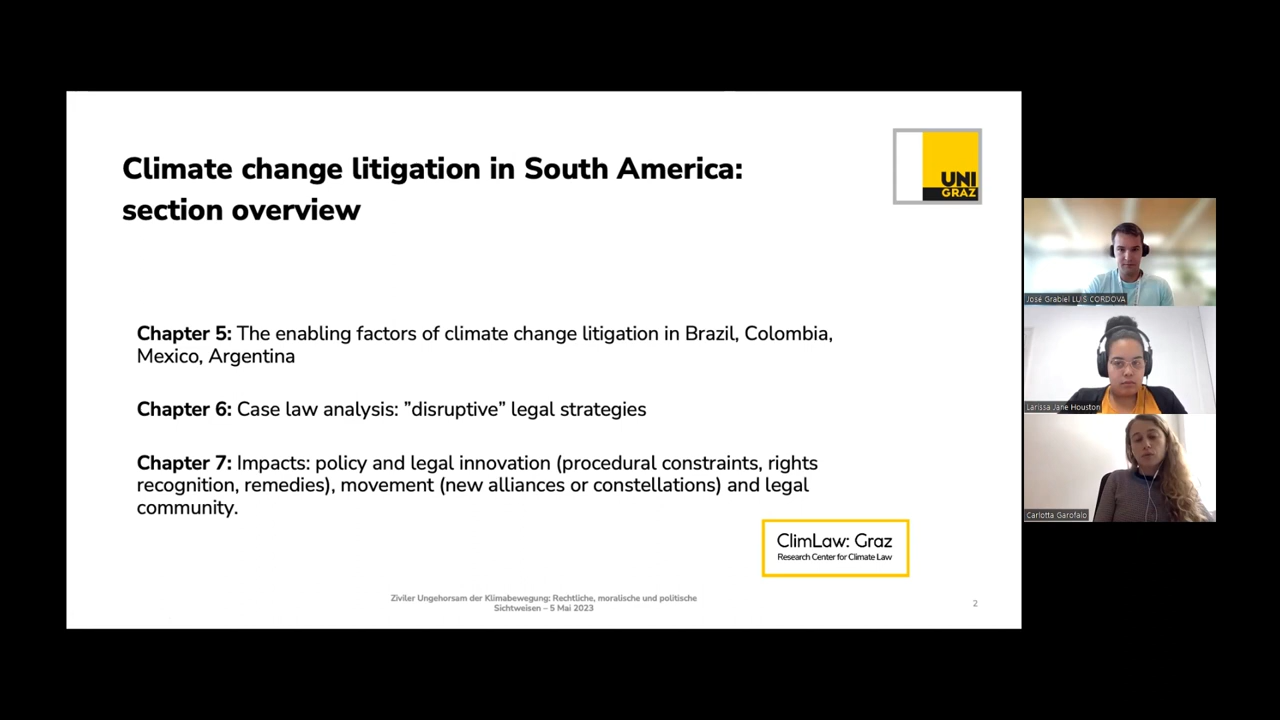 Climate change litigation in South America:
section overview
UNI
GRAZ
Chapter 5: The enabling factors of climate change litigation in Brazil, Colombia,
Mexico, Argentina
Chapter 6: Case law analysis: ”disruptive” legal strategies
Chapter 7: Impacts: policy and legal innovation (procedural constraints, rights
recognition, remedies), movement (new alliances or constellations) and legal
community.
ClimLaw: Graz
Research Center for Climate Law
Ziviler Ungehorsam der Klimabewegung: Rechtliche, moralische und politische
Sichtweisen – 5 Mai 2023
2
José Grabiel LUIS CORDOVA
Larissa Jane Houston
Carlotta Garofalo